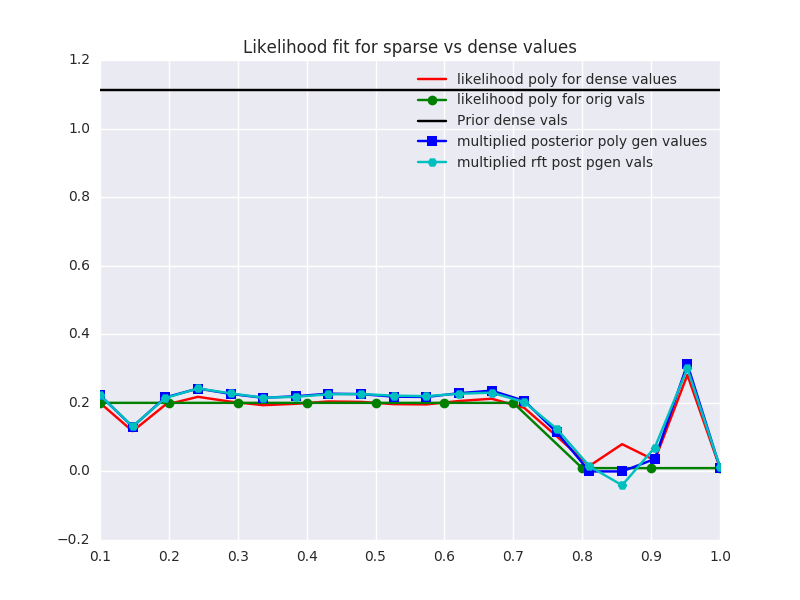 Likelihood fit for sparse vs dense values
1.2
1.0
0.8
0.6
0.4
0.2
0.0
−0.2
likelihood poly for dense values
likelihood poly for orig vals
Prior dense vals
multiplied posterior poly gen values
multiplied rft post pgen vals
0.1 0.2 0.3 0.4 0.5 0.6 0.7 0.8 0.9 1.0